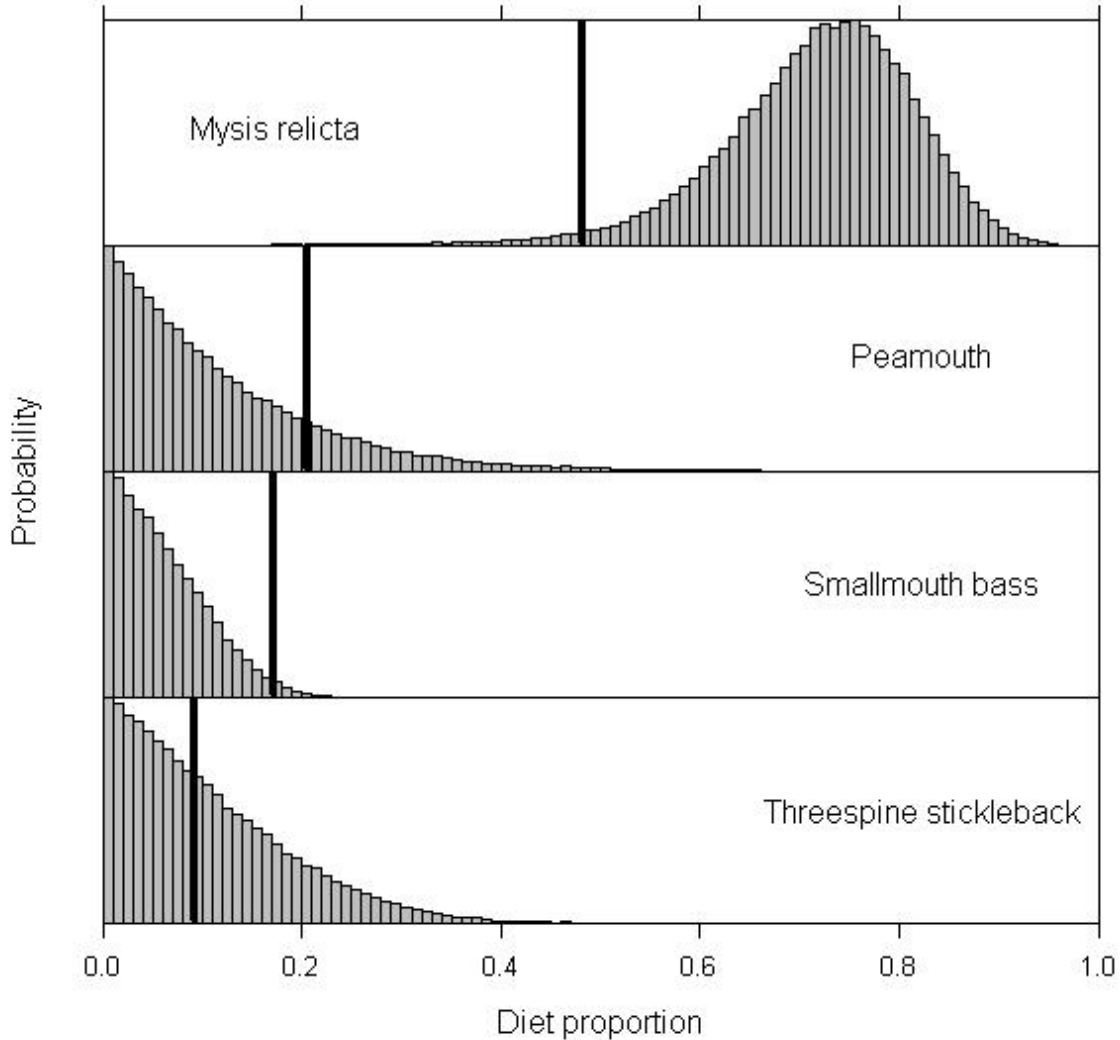 Mysis relicta
Peamouth
Smallmouth bass
Threespine stickleback
Probability
0.0 0.2 0.4 0.6 0.8 1.0
Diet proportion